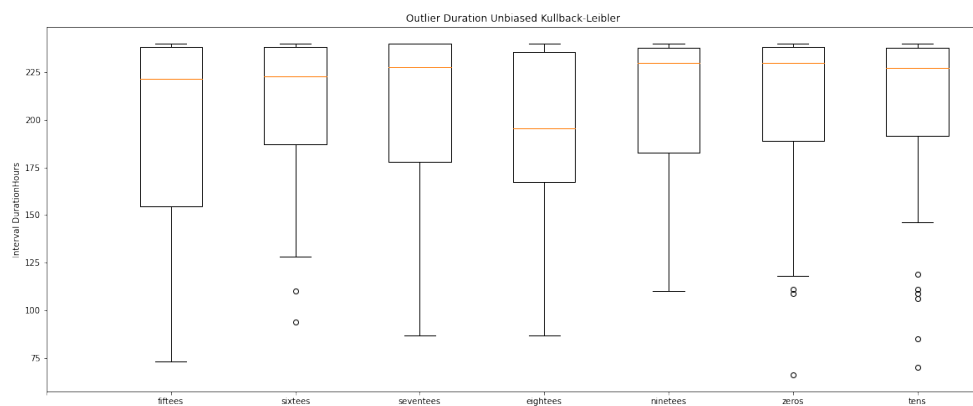 Outlier Duration Unbiased Kullback-Leibler
225
200
175
150
125
100
75
interval DurationHours
fiftees sixtees seventees eightees ninetees zeros tens